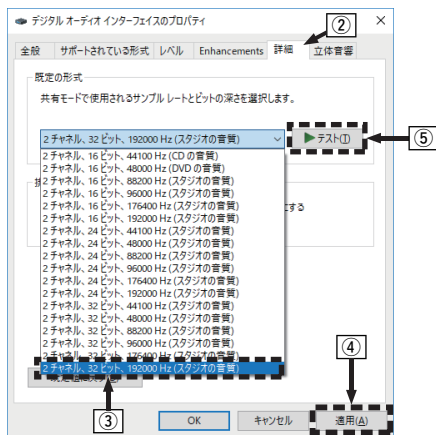 デジタル オーディオ インターフェイスのプロパティ
②
全般 サポートされている形式 レベル Enhancements 詳細 立体音響
既定の形式
共有モードで使用されるサンプル レートとビットの深さを選択します。
2 チャネル、32 ビット、192000 Hz (スタジオの音質)
▶テスト(T)
⑤
2 チャネル、16 ビット、44100 Hz (CD の音質)
2 チャネル、16 ビット、48000 Hz (DVD の音質)
2 チャネル、16 ビット、88200 Hz (スタジオの音質)
2 チャネル、16 ビット、96000 Hz (スタジオの音質)
2 チャネル、16 ビット、176400 Hz (スタジオの音質)
2 チャネル、16 ビット、192000 Hz (スタジオの音質)
2 チャネル、24 ビット、44100 Hz (スタジオの音質)
2 チャネル、24 ビット、48000 Hz (スタジオの音質)
2 チャネル、24 ビット、88200 Hz (スタジオの音質)
2 チャネル、24 ビット、96000 Hz (スタジオの音質)
2 チャネル、24 ビット、176400 Hz (スタジオの音質)
2 チャネル、24 ビット、192000 Hz (スタジオの音質)
2 チャネル、32 ビット、44100 Hz (スタジオの音質)
2 チャネル、32 ビット、48000 Hz (スタジオの音質)
2 チャネル、32 ビット、88200 Hz (スタジオの音質)
2 チャネル、32 ビット、96000 Hz (スタジオの音質)
2 チャネル、32 ビット、176400 Hz (スタジオの音質)
2 チャネル、32 ビット、192000 Hz (スタジオの音質)
する
④
③
OK キャンセル 適用(A)